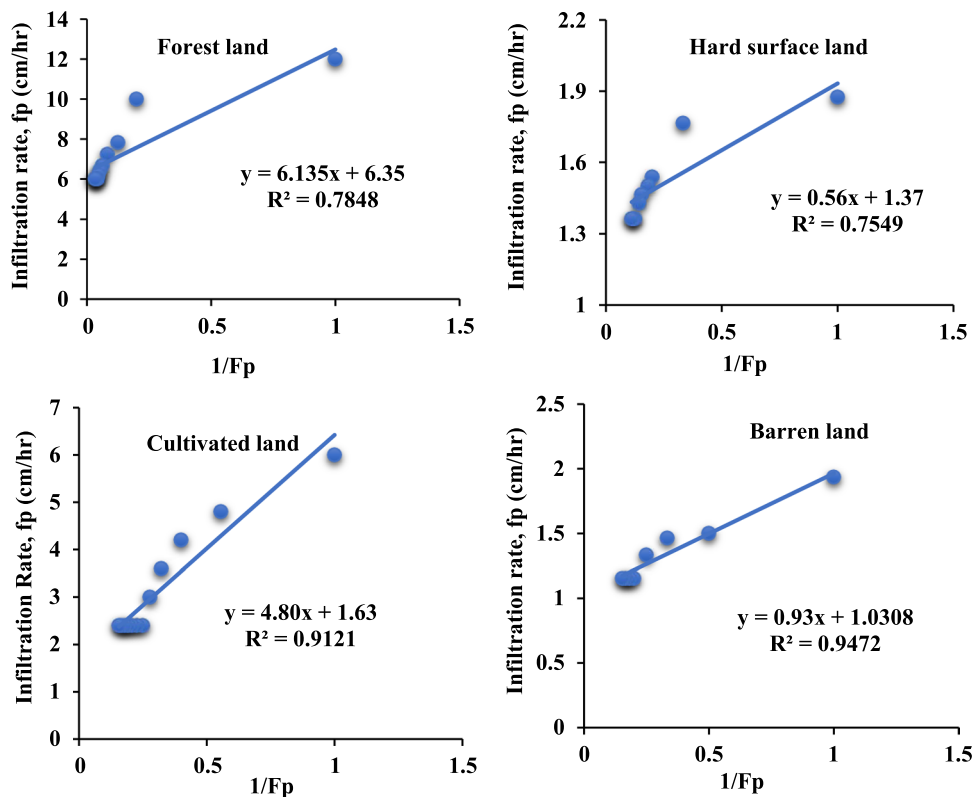 Forest land
Infiltration rate, fp (cm/hr)
14
12
10
8
6
4
2
0
y = 6.135x + 6.35
R² = 0.7848
0
0.5
1
1.5
1/Fp
Hard surface land
Infiltration rate, fp (cm/hr)
2.2
1.9
1.6
1.3
1
y = 0.56x + 1.37
R² = 0.7549
0
0.5
1
1.5
1/Fp
Cultivated land
Infiltration Rate, fp (cm/hr)
7
6
5
4
3
2
1
0
y = 4.80x + 1.63
R² = 0.9121
0
0.5
1
1.5
1/Fp
Barren land
Infiltration rate, fp (cm/hr)
2.5
2
1.5
1
0.5
0
y = 0.93x + 1.0308
R² = 0.9472
0
0.5
1
1.5
1/Fp